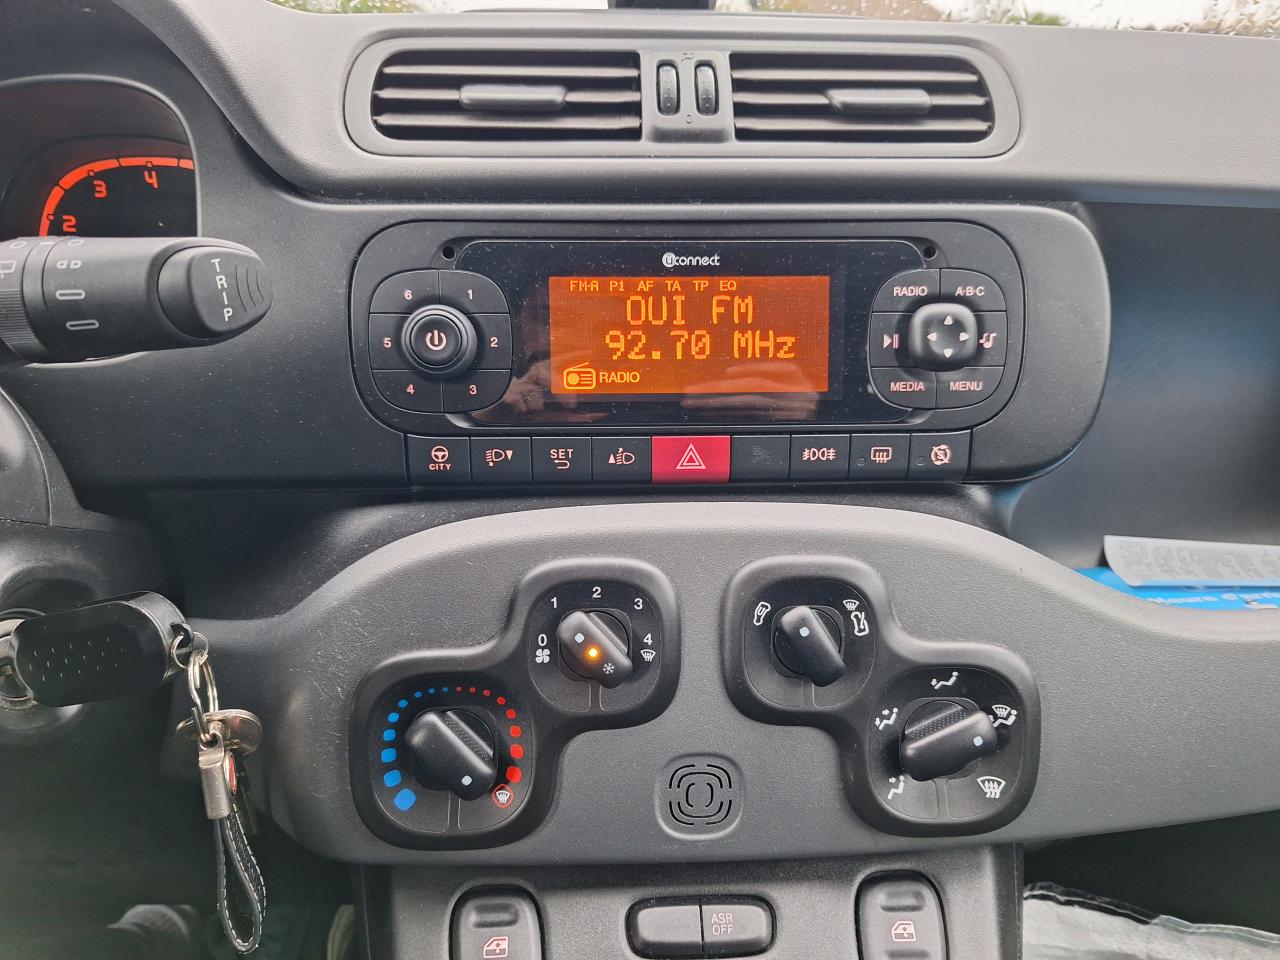 4
3
2
TRIP
uconnect
6
1
5
2
4
3
FM-A P1 AF TA TP EQ
OUI FM
92.70 MHz
RADIO
RADIO
A·B·C
MEDIA
MENU
CITY
SET
0
1
2
3
4
ASR
OFF